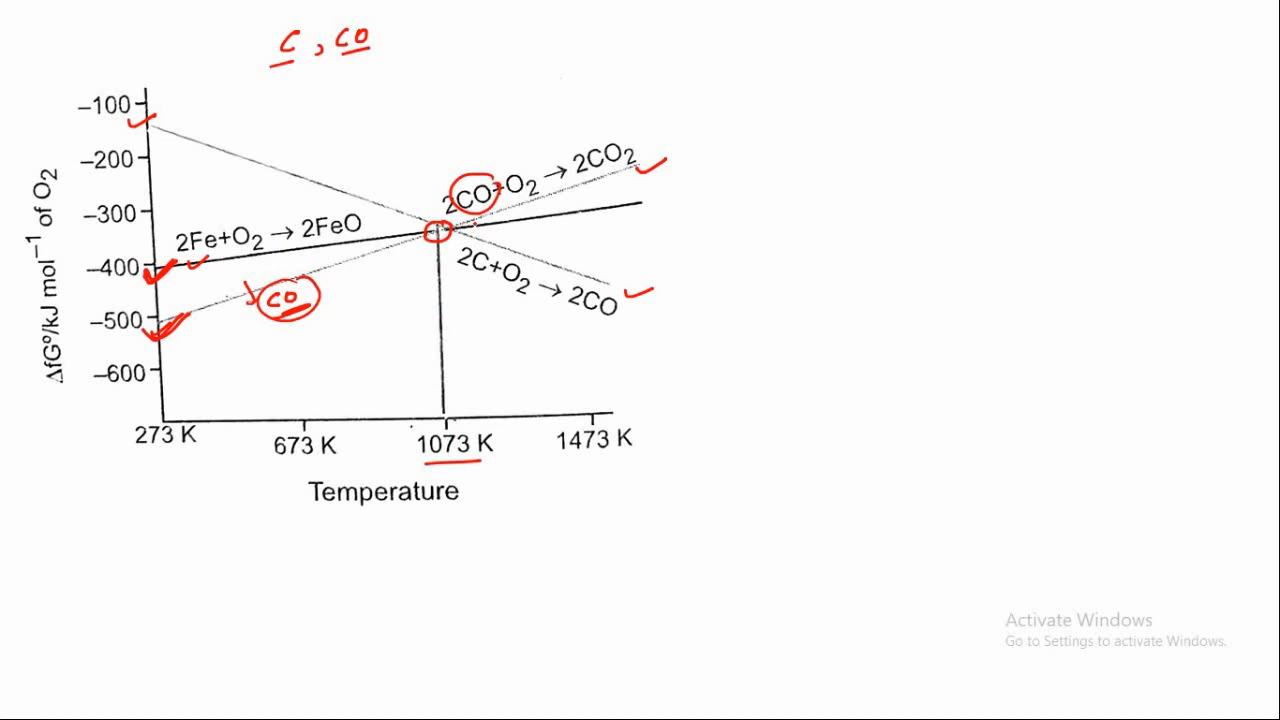 C, CO
–100
–200
–300
–400
–500
–600
ΔfG°/kJ mol⁻¹ of O₂
2CO+O₂ → 2CO₂
2Fe+O₂ → 2FeO
2C+O₂ → 2CO
CO
273 K
673 K
1073 K
1473 K
Temperature
Activate Windows
Go to Settings to activate Windows.